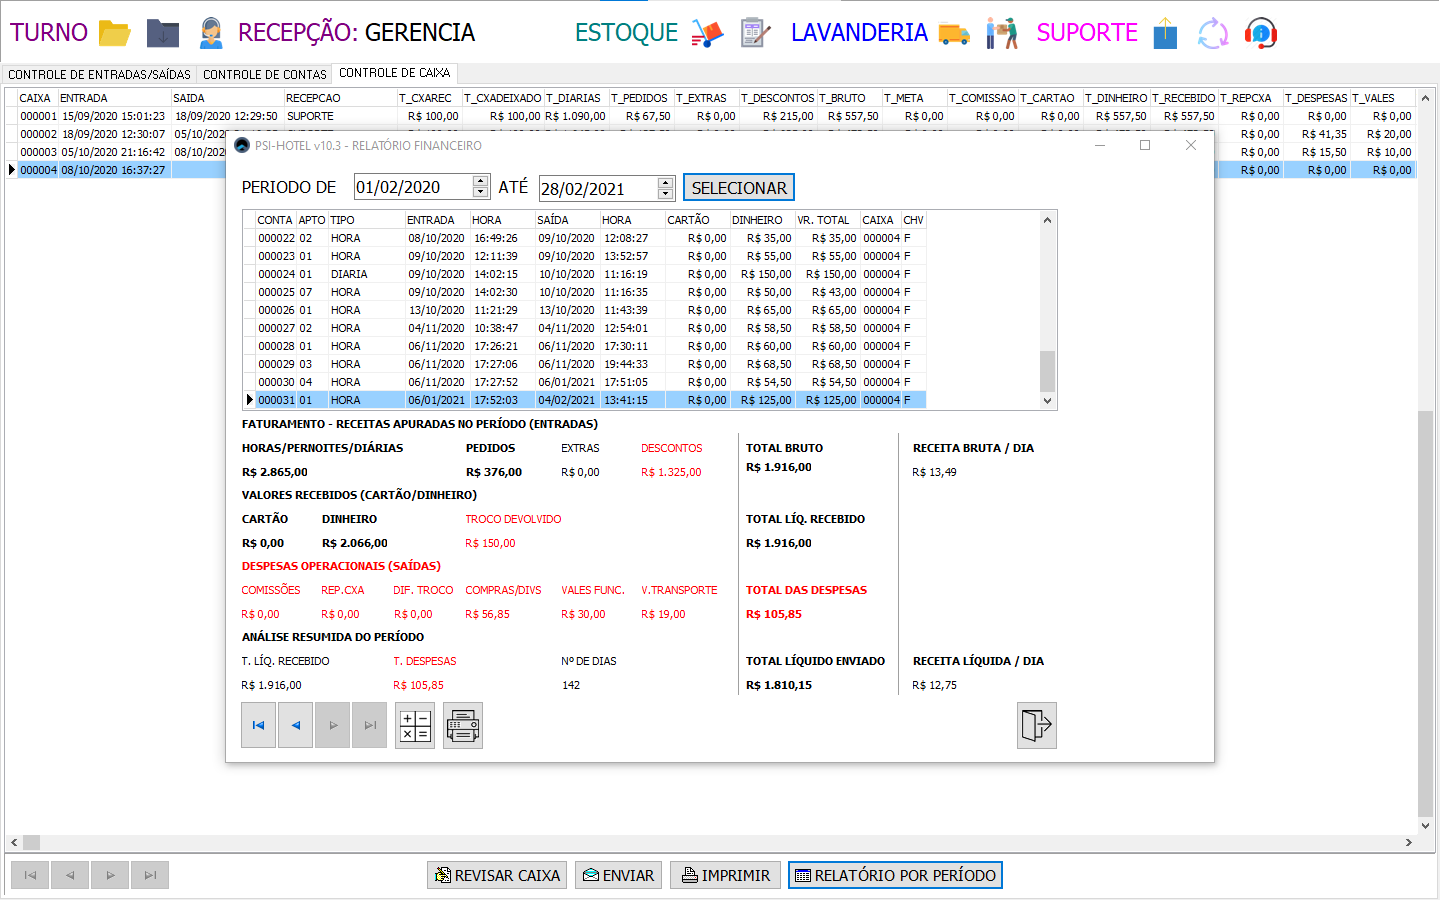 TURNO RECEPÇÃO: GERENCIA ESTOQUE LAVANDERIA SUPORTE
CONTROLE DE ENTRADAS/SAÍDAS CONTROLE DE CONTAS CONTROLE DE CAIXA
CAIXA ENTRADA SAIDA RECEPCAO T_CXAREC T_CXADEIXADO T_DIARIAS T_PEDIDOS T_EXTRAS T_DESCONTOS T_BRUTO T_META T_COMISSAO T_CARTAO T_DINHEIRO T_RECEBIDO T_REPCXA T_DESPESAS T_VALES
000001 15/09/2020 15:01:23 18/09/2020 12:29:50 SUPORTE R$ 100,00 R$ 100,00 R$ 1.090,00 R$ 67,50 R$ 0,00 R$ 215,00 R$ 557,50 R$ 0,00 R$ 0,00 R$ 0,00 R$ 557,50 R$ 557,50 R$ 0,00 R$ 0,00 R$ 0,00
000002 18/09/2020 12:30:07 05/10/2020 R$ 0,00 R$ 41,35 R$ 20,00
000003 05/10/2020 21:16:42 08/10/2020 R$ 0,00 R$ 15,50 R$ 10,00
000004 08/10/2020 16:37:27 R$ 0,00 R$ 0,00 R$ 0,00
PSI-HOTEL v10.3 - RELATÓRIO FINANCEIRO
PERIODO DE 01/02/2020 ATÉ 28/02/2021 SELECIONAR
CONTA APTO TIPO ENTRADA HORA SAÍDA HORA CARTÃO DINHEIRO VR. TOTAL CAIXA CHV
000022 02 HORA 08/10/2020 16:49:26 09/10/2020 12:08:27 R$ 0,00 R$ 35,00 R$ 35,00 000004 F
000023 01 HORA 09/10/2020 12:11:39 09/10/2020 13:52:57 R$ 0,00 R$ 55,00 R$ 55,00 000004 F
000024 01 DIARIA 09/10/2020 14:02:15 10/10/2020 11:16:19 R$ 0,00 R$ 150,00 R$ 150,00 000004 F
000025 07 HORA 09/10/2020 14:02:30 10/10/2020 11:16:35 R$ 0,00 R$ 50,00 R$ 43,00 000004 F
000026 01 HORA 13/10/2020 11:21:29 13/10/2020 11:43:39 R$ 0,00 R$ 65,00 R$ 65,00 000004 F
000027 02 HORA 04/11/2020 10:38:47 04/11/2020 12:54:01 R$ 0,00 R$ 58,50 R$ 58,50 000004 F
000028 01 HORA 06/11/2020 17:26:21 06/11/2020 17:30:11 R$ 0,00 R$ 60,00 R$ 60,00 000004 F
000029 03 HORA 06/11/2020 17:27:06 06/11/2020 19:44:33 R$ 0,00 R$ 68,50 R$ 68,50 000004 F
000030 04 HORA 06/11/2020 17:27:52 06/01/2021 17:51:05 R$ 0,00 R$ 54,50 R$ 54,50 000004 F
000031 01 HORA 06/01/2021 17:52:03 04/02/2021 13:41:15 R$ 0,00 R$ 125,00 R$ 125,00 000004 F
FATURAMENTO - RECEITAS APURADAS NO PERÍODO (ENTRADAS)
HORAS/PERNOITES/DIÁRIAS PEDIDOS EXTRAS DESCONTOS TOTAL BRUTO RECEITA BRUTA / DIA
R$ 2.865,00 R$ 376,00 R$ 0,00 R$ 1.325,00 R$ 1.916,00 R$ 13,49
VALORES RECEBIDOS (CARTÃO/DINHEIRO)
CARTÃO DINHEIRO TROCO DEVOLVIDO TOTAL LÍQ. RECEBIDO
R$ 0,00 R$ 2.066,00 R$ 150,00 R$ 1.916,00
DESPESAS OPERACIONAIS (SAÍDAS)
COMISSÕES REP.CXA DIF. TROCO COMPRAS/DIVS VALES FUNC. V.TRANSPORTE TOTAL DAS DESPESAS
R$ 0,00 R$ 0,00 R$ 0,00 R$ 56,85 R$ 30,00 R$ 19,00 R$ 105,85
ANÁLISE RESUMIDA DO PERÍODO
T. LÍQ. RECEBIDO T. DESPESAS Nº DE DIAS TOTAL LÍQUIDO ENVIADO RECEITA LÍQUIDA / DIA
R$ 1.916,00 R$ 105,85 142 R$ 1.810,15 R$ 12,75
REVISAR CAIXA ENVIAR IMPRIMIR RELATÓRIO POR PERÍODO